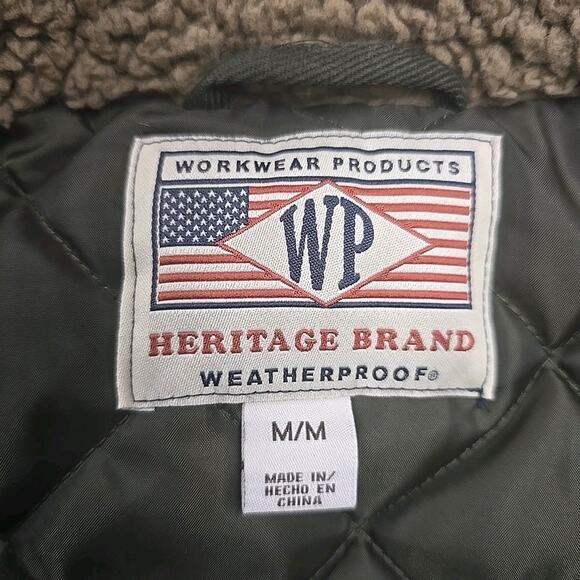 WORKWEAR PRODUCTS
WP
HERITAGE BRAND
WEATHERPROOF®
M/M
MADE IN/
HECHO EN
CHINA